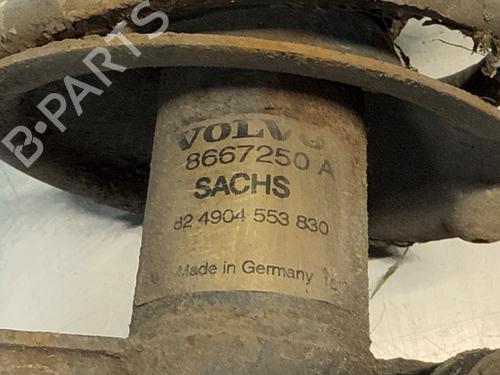 VOLVO
8667250 A
SACHS
82 4904 553 830
Made in Germany
B-PARTS